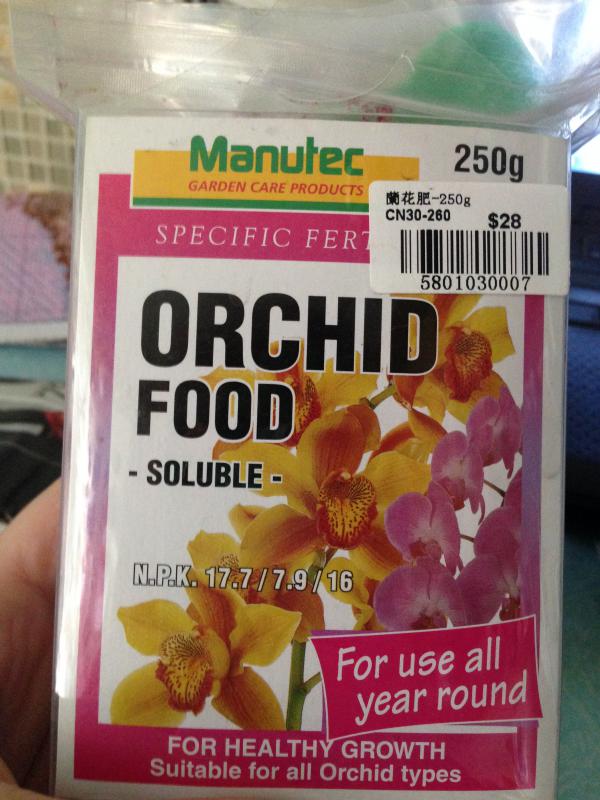 Manutec
GARDEN CARE PRODUCTS
250g
蘭花肥-250g
CN30-260 $28
5801030007
SPECIFIC FERT
ORCHID
FOOD
- SOLUBLE -
N.P.K. 17.7/7.9/16
For use all
year round
FOR HEALTHY GROWTH
Suitable for all Orchid types